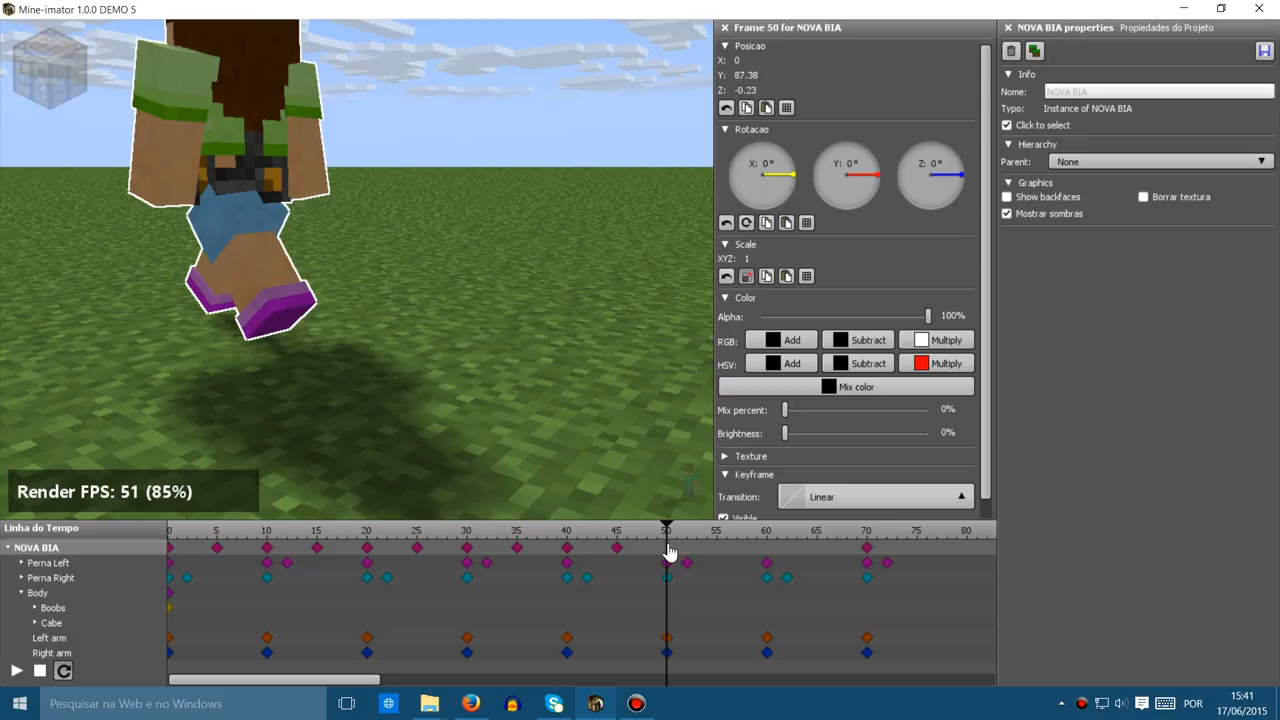 Mine-imator 1.0.0 DEMO 5
Render FPS: 51 (85%)
Frame 50 for NOVA BIA
Posicao
X: 0
Y: 87.38
Z: -0.23
Rotacao
X: 0° Y: 0° Z: 0°
Scale
XYZ: 1
Color
Alpha: 100%
RGB: Add Subtract Multiply
HSV: Add Subtract Multiply
Mix color
Mix percent: 0%
Brightness: 0%
Texture
Keyframe
Transition: Linear
Visible
NOVA BIA properties Propiedades do Projeto
Info
Nome: NOVA BIA
Typo: Instance of NOVA BIA
Click to select
Hierarchy
Parent: None
Graphics
Show backfaces Borrar textura
Mostrar sombras
Linha do Tempo
0 5 10 15 20 25 30 35 40 45 50 55 60 65 70 75 80
NOVA BIA
Perna Left
Perna Right
Body
Boobs
Cabe
Left arm
Right arm
Pesquisar na Web e no Windows
POR
15:41
17/06/2015